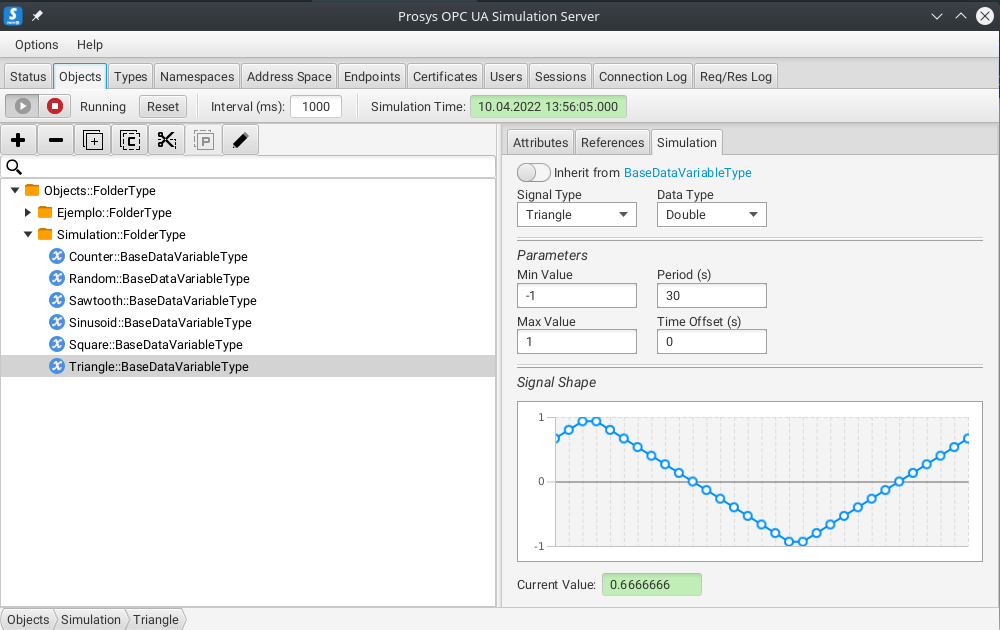 Prosys OPC UA Simulation Server
Options Help
Status Objects Types Namespaces Address Space Endpoints Certificates Users Sessions Connection Log Req/Res Log
Running Reset Interval (ms): 1000 Simulation Time: 10.04.2022 13:56:05.000
Objects::FolderType
Ejemplo::FolderType
Simulation::FolderType
Counter::BaseDataVariableType
Random::BaseDataVariableType
Sawtooth::BaseDataVariableType
Sinusoid::BaseDataVariableType
Square::BaseDataVariableType
Triangle::BaseDataVariableType
Attributes References Simulation
Inherit from BaseDataVariableType
Signal Type Data Type
Triangle Double
Parameters
Min Value Period (s)
-1 30
Max Value Time Offset (s)
1 0
Signal Shape
1
0
-1
Current Value: 0.6666666
Objects Simulation Triangle